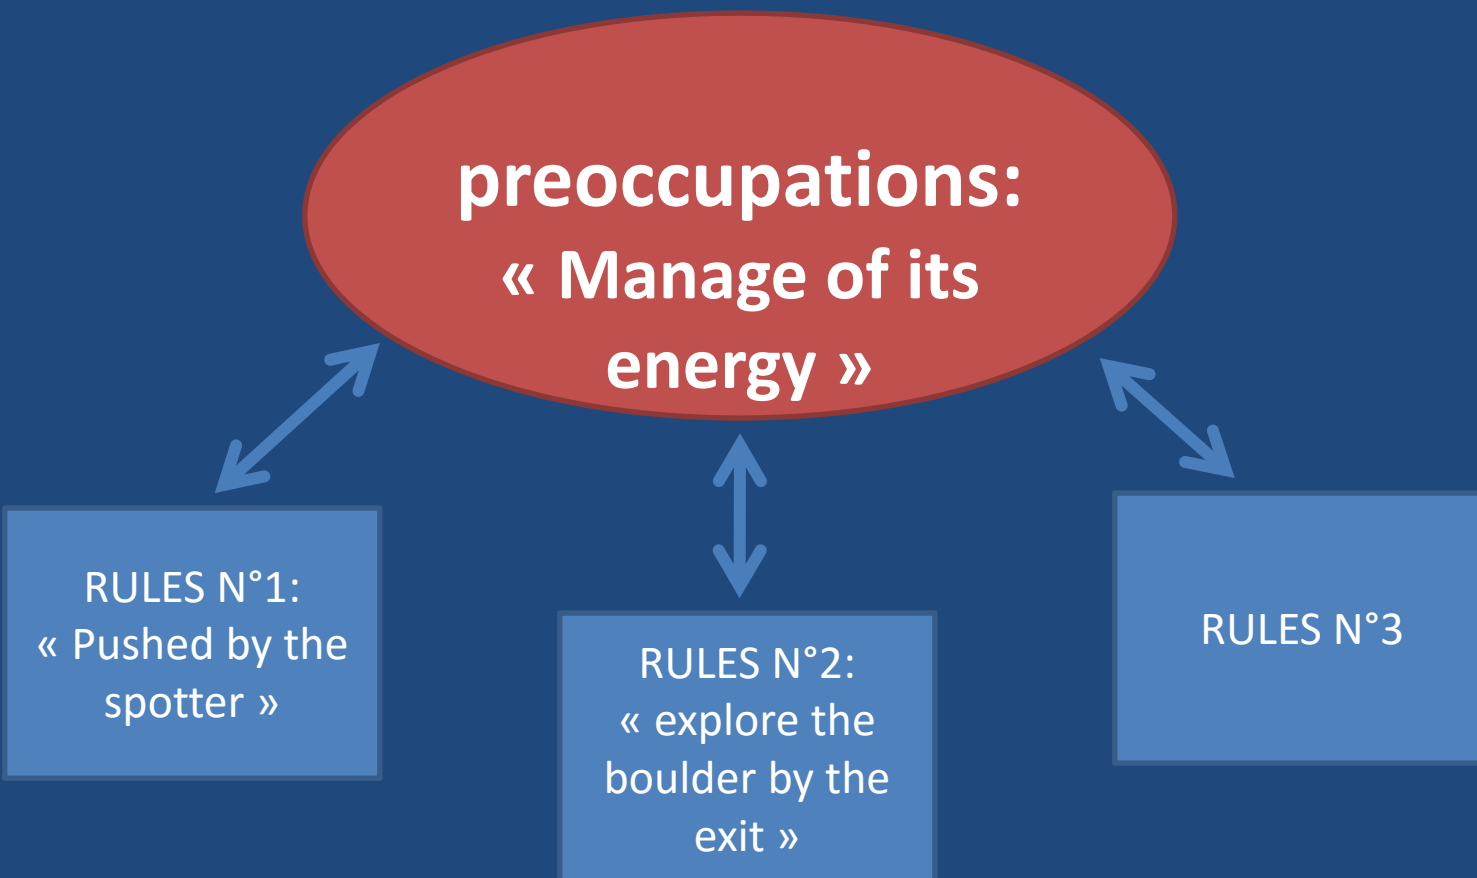 preoccupations:
« Manage of its
energy »
RULES N°1:
« Pushed by the
spotter »
RULES N°2:
« explore the
boulder by the
exit »
RULES N°3